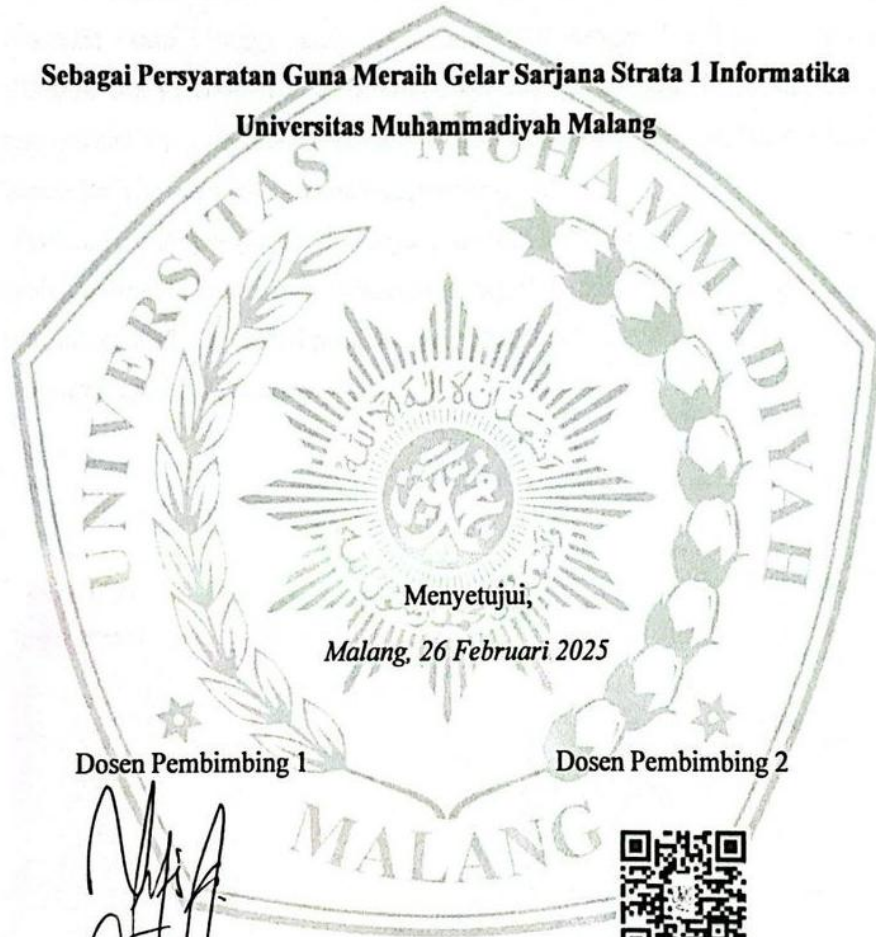 Sebagai Persyaratan Guna Meraih Gelar Sarjana Strata 1 Informatika
Universitas Muhammadiyah Malang
UNIVERSITAS MUHAMMADIYAH
Menyetujui,
Malang, 26 Februari 2025
Dosen Pembimbing 1 Dosen Pembimbing 2
MALANG